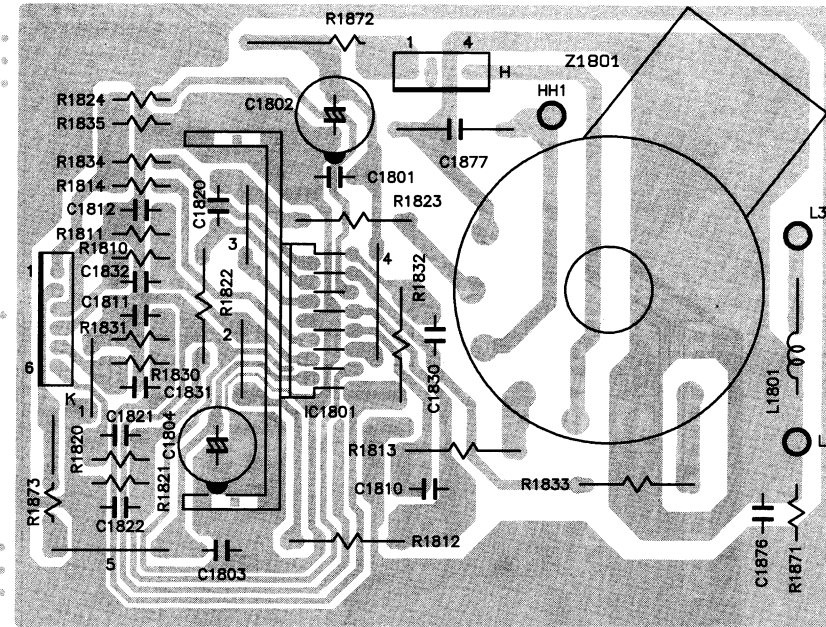 R1872
1 4
H
Z1801
HH1
C1802
R1824
R1835
C1877
R1834
R1814
C1801
C1820
C1812
R1823
L3
R1811
R1810
3
4
1
C1832
R1822
R1832
C1811
2
R1831
6
R1830
C1831
C1830
L1801
K
1
IC1801
C1821
C1804
R1820
R1813
L
R1821
C1810
R1833
R1873
C1822
R1812
C1876
R1871
5
C1803